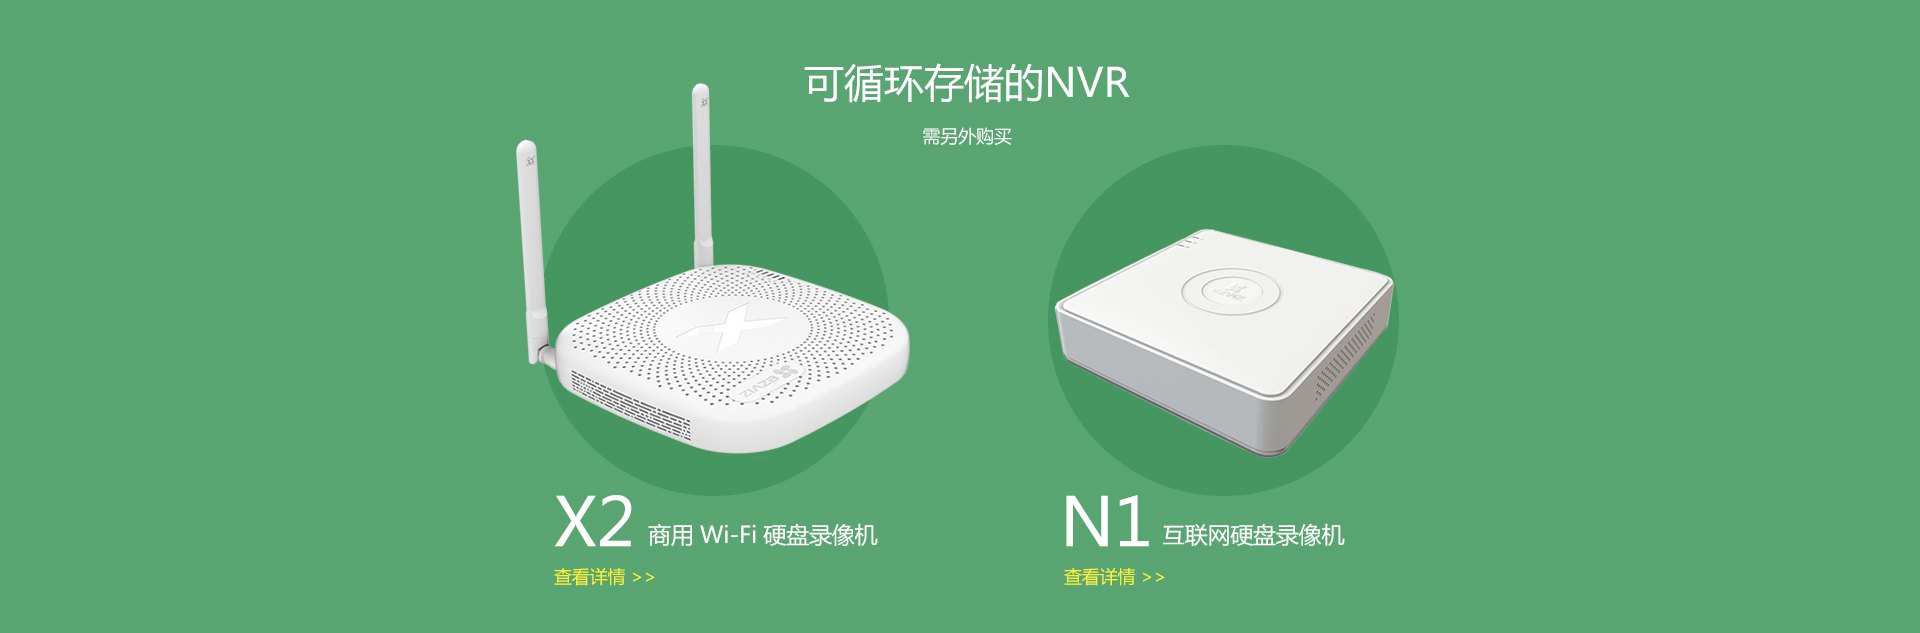 可循环存储的NVR
需另外购买
EZVIZ
X2 商用 Wi-Fi 硬盘录像机
查看详情 >>
N1 互联网硬盘录像机
查看详情 >>